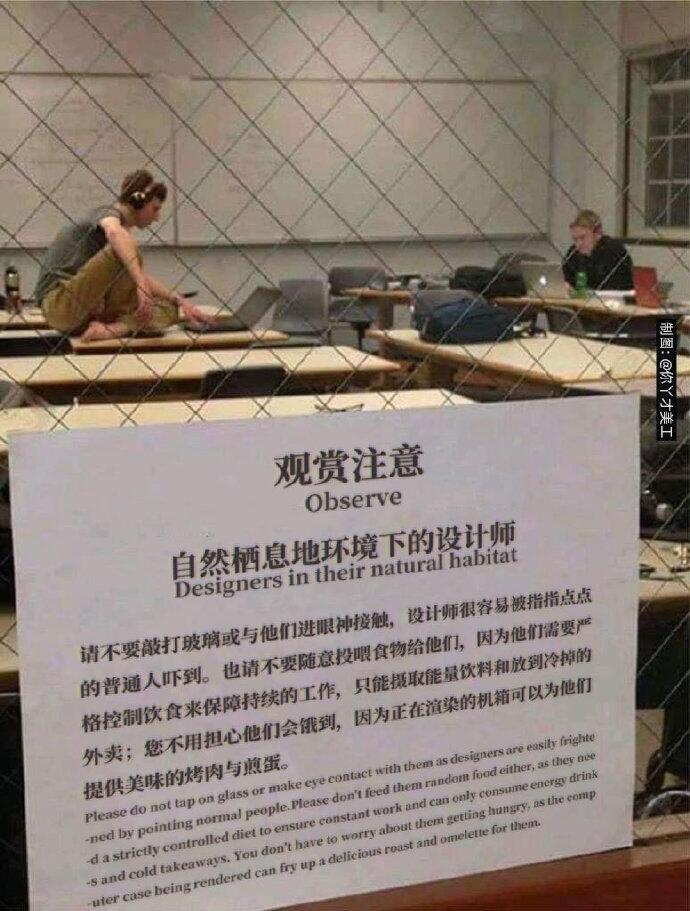 观赏注意
Observe
自然栖息地环境下的设计师
Designers in their natural habitat
请不要敲打玻璃或与他们进眼神接触，设计师很容易被指指点点
的普通人吓到。也请不要随意投喂食物给他们，因为他们需要严
格控制饮食来保障持续的工作，只能摄取能量饮料和放到冷掉的
外卖；您不用担心他们会饿到，因为正在渲染的机箱可以为他们
提供美味的烤肉与煎蛋。
Please do not tap on glass or make eye contact with them as designers are easily frighte
-ned by pointing normal people.Please don't feed them random food either, as they nee
-d a strictly controlled diet to ensure constant work and can only consume energy drink
-s and cold takeaways. You don't have to worry about them getting hungry, as the comp
-uter case being rendered can fry up a delicious roast and omelette for them.
制图：@你丫才美工